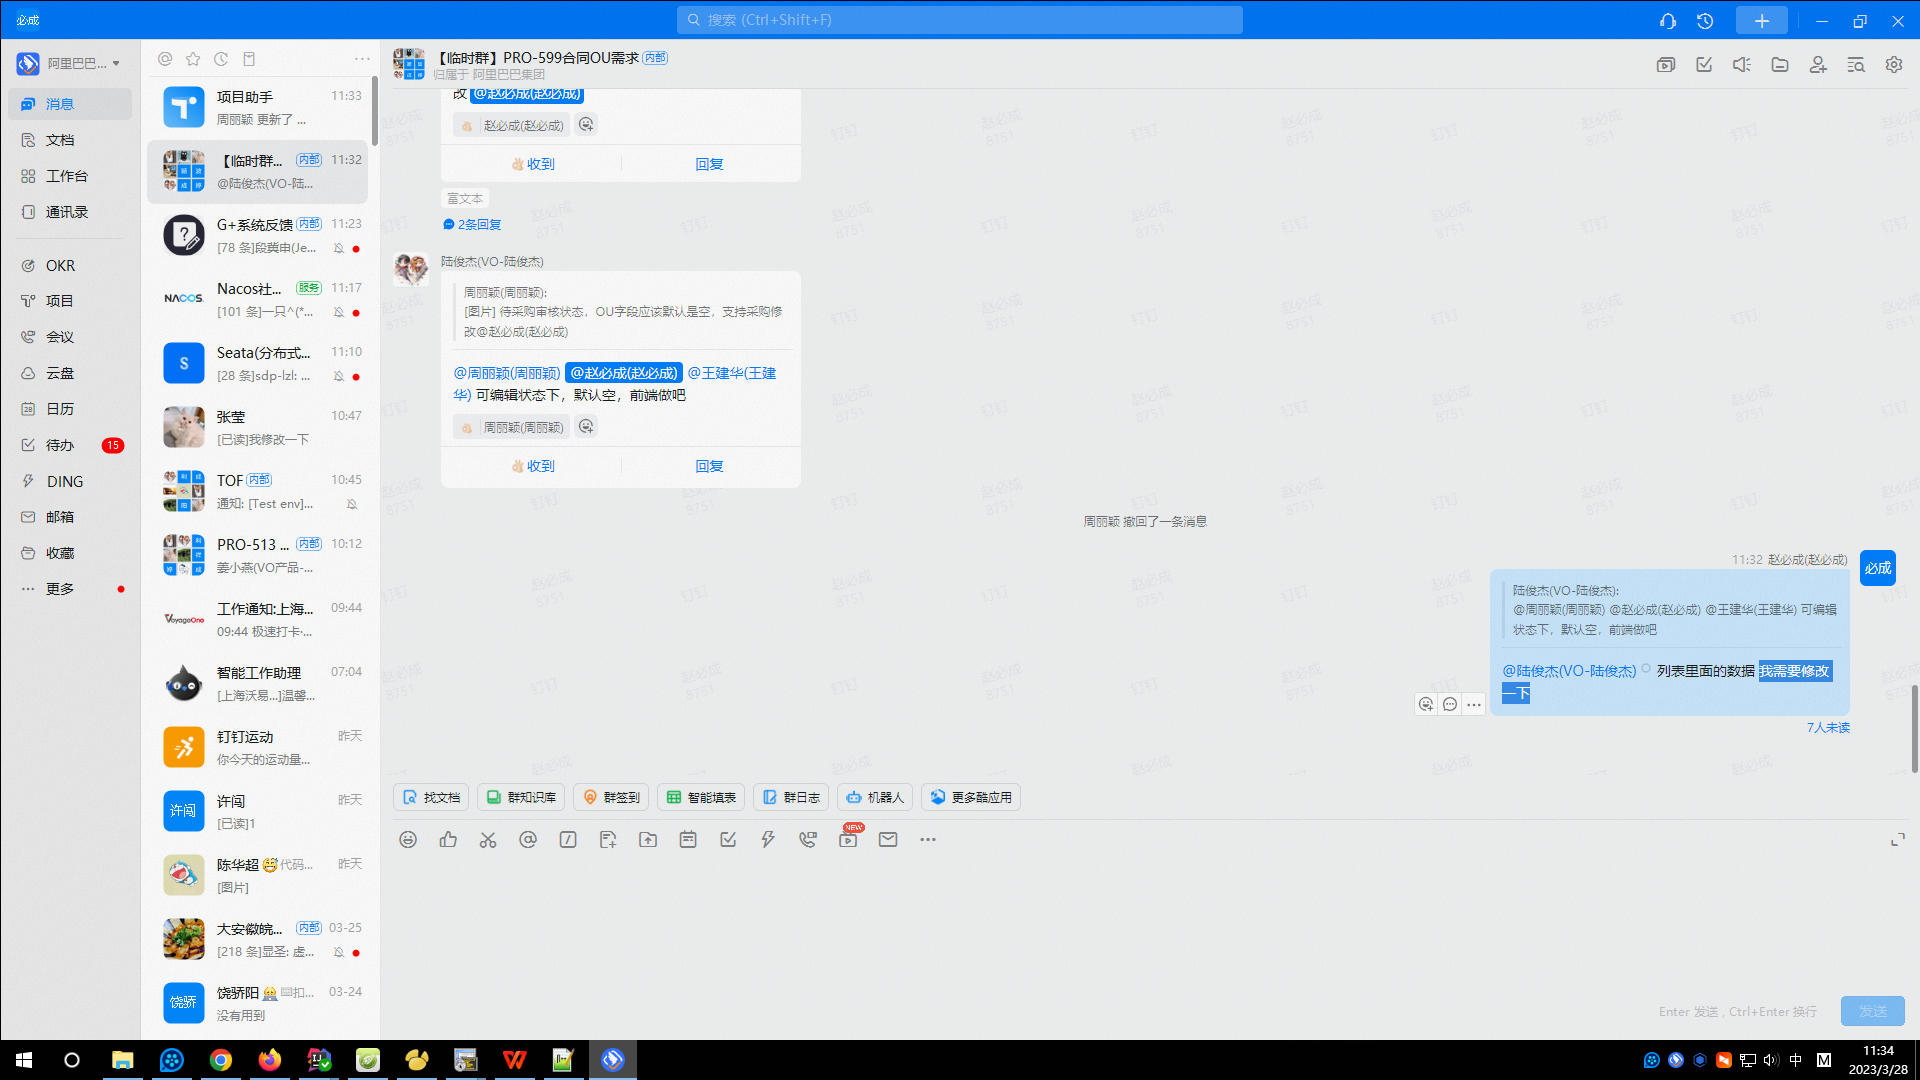 必成
搜索 (Ctrl+Shift+F)
阿里巴巴...
消息
文档
工作台
通讯录
OKR
项目
会议
云盘
28
日历
待办
15
DING
邮箱
收藏
更多
项目助手
11:33
周丽颖 更新了 ...
【临时群...
内部
11:32
@陆俊杰(VO-陆...
G+系统反馈
内部
11:23
[78 条]段冀申(Je...
NACOS.
Nacos社...
服务
11:17
[101 条]一只^(*...
S
Seata(分布式...
11:10
[28 条]sdp-lzl: ...
张莹
10:47
[已读]我修改一下
TOF
内部
10:45
通知: [Test env]...
PRO-513 ...
内部
10:12
姜小燕(VO产品-...
VoyageOne
工作通知:上海...
09:44
09:44 极速打卡·...
智能工作助理
07:04
[上海沃易...]温馨...
钉钉运动
昨天
你今天的运动量...
许闯
许闯
昨天
[已读]1
陈华超
代码...
昨天
[图片]
大安徽皖...
内部
03-25
[218 条]显圣: 虚...
饶骄
饶骄阳
扣...
03-24
没有用到
【临时群】PRO-599合同OU需求
内部
归属于 阿里巴巴集团
改 @赵必成(赵必成)
赵必成(赵必成)
收到
回复
富文本
2条回复
陆俊杰(VO-陆俊杰)
周丽颖(周丽颖):
[图片] 待采购审核状态，OU字段应该默认是空，支持采购修
改@赵必成(赵必成)
@周丽颖(周丽颖) @赵必成(赵必成) @王建华(王建
华) 可编辑状态下，默认空，前端做吧
周丽颖(周丽颖)
收到
回复
周丽颖 撤回了一条消息
11:32 赵必成(赵必成)
必成
陆俊杰(VO-陆俊杰):
@周丽颖(周丽颖) @赵必成(赵必成) @王建华(王建华) 可编辑
状态下，默认空，前端做吧
@陆俊杰(VO-陆俊杰) 列表里面的数据 我需要修改
一下
7人未读
赵必成
8751
钉钉
找文档
群知识库
群签到
智能填表
群日志
机器人
更多酷应用
NEW
Enter 发送 , Ctrl+Enter 换行
发送
中
M
11:34
2023/3/28